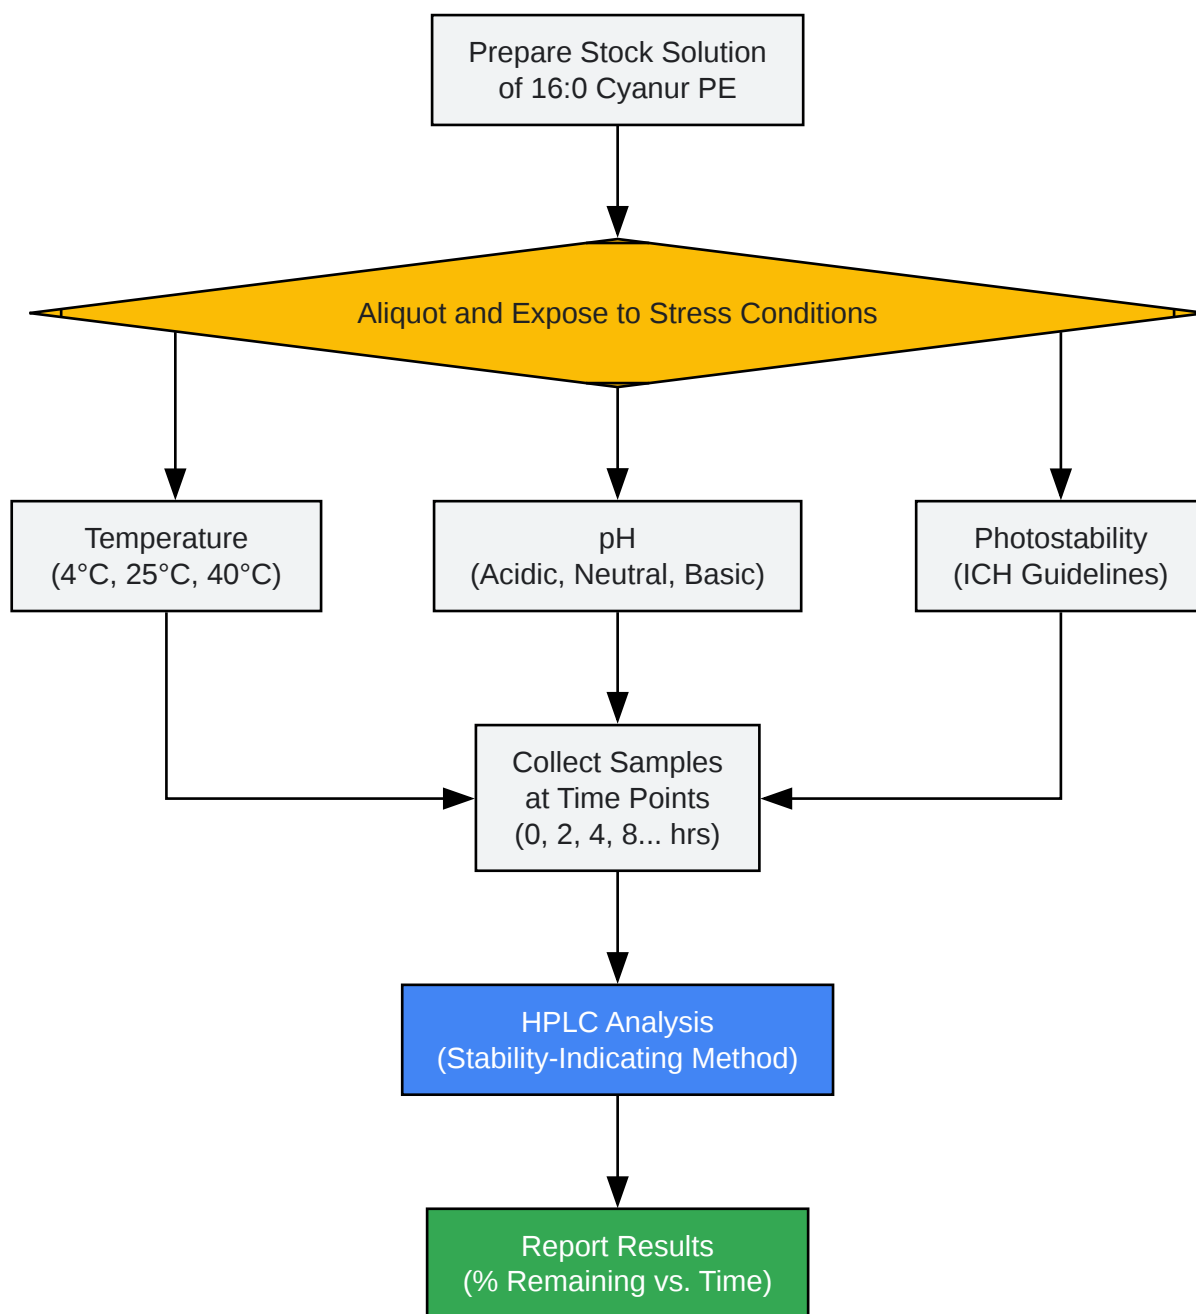 Prepare Stock Solution
of 16:0 Cyanur PE
Aliquot and Expose to Stress Conditions
Temperature
(4°C, 25°C, 40°C)
pH
(Acidic, Neutral, Basic)
Photostability
(ICH Guidelines)
Collect Samples
at Time Points
(0, 2, 4, 8... hrs)
HPLC Analysis
(Stability-Indicating Method)
Report Results
(% Remaining vs. Time)